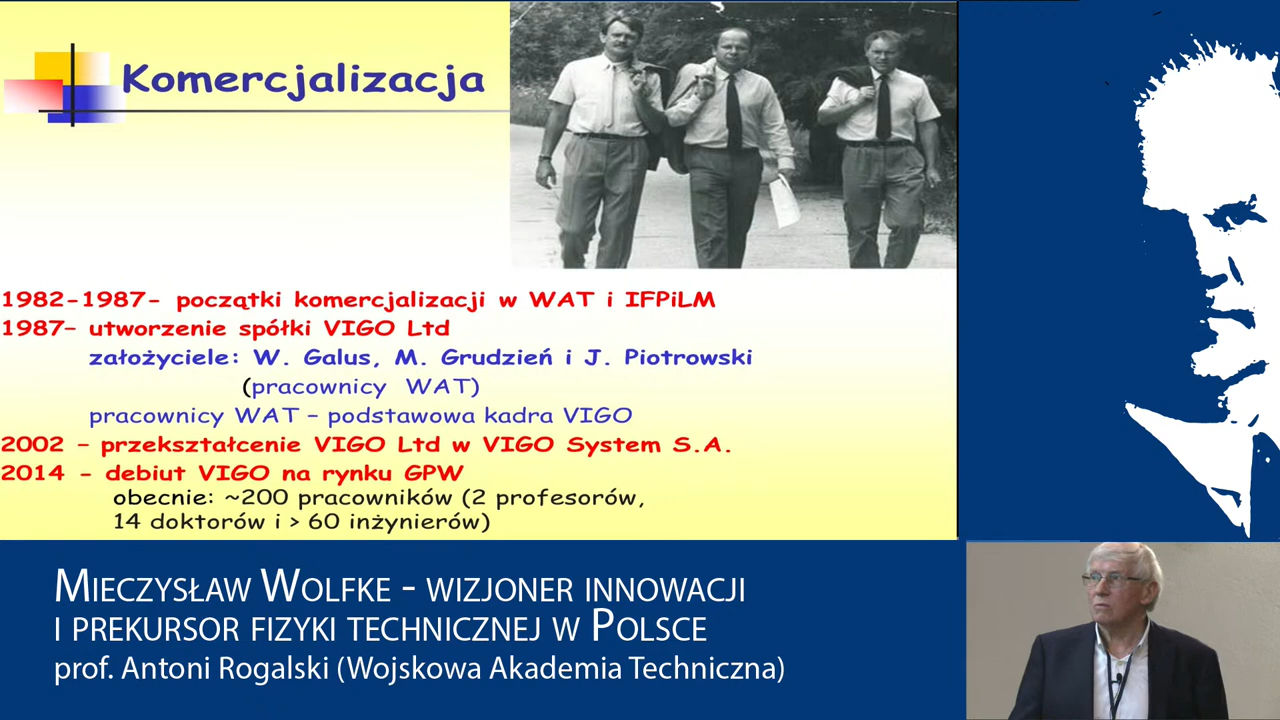 Komercjalizacja
1982-1987- początki komercjalizacji w WAT i IFPiLM
1987– utworzenie spółki VIGO Ltd
założyciele: W. Galus, M. Grudzień i J. Piotrowski
(pracownicy WAT)
pracownicy WAT – podstawowa kadra VIGO
2002 – przekształcenie VIGO Ltd w VIGO System S.A.
2014 - debiut VIGO na rynku GPW
obecnie: ~200 pracowników (2 profesorów,
14 doktorów i > 60 inżynierów)
Mieczysław Wolfke - wizjoner innowacji
i prekursor fizyki technicznej w Polsce
prof. Antoni Rogalski (Wojskowa Akademia Techniczna)